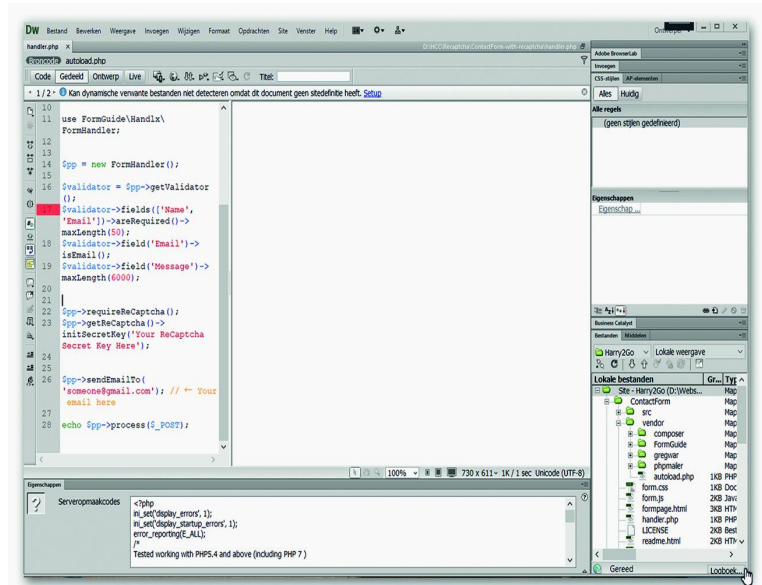 DW Bestand Bewerken Weergave Invoegen Wijzigen Formaat Opdrachten Site Venster Help
handler.php x
D:\HCC\Recaptcha\ContactForm-with-recaptcha\handler.php
Broncode autoload.php
Code Gedeeld Ontwerp Live Titel:
1/2 Kan dynamische verwante bestanden niet detecteren omdat dit document geen sitedefinitie heeft. Setup
10
11 use FormGuide\Handlx\
FormHandler;
12
13
14 $pp = new FormHandler();
15
16 $validator = $pp->getValidator
();
17 $validator->fields(['Name',
'Email'])->areRequired()->
maxLength(50);
18 $validator->field('Email')->
isEmail();
19 $validator->field('Message')->
maxLength(6000);
20
21
22 $pp->requireReCaptcha();
23 $pp->getReCaptcha()->
initSecretKey('Your ReCaptcha
Secret Key Here');
24
25
26 $pp->sendEmailTo(
'someone@gmail.com'); // ← Your
email here
27
28 echo $pp->process($_POST);
100% 730 x 611 1K / 1 sec Unicode (UTF-8)
Eigenschappen
Serveropmaakcodes
<?php
ini_set('display_errors', 1);
ini_set('display_startup_errors', 1);
error_reporting(E_ALL);
/*
Tested working with PHP5.4 and above (including PHP 7 )
Adobe BrowserLab
Invoegen
CSS-stijlen AP-elementen
Alles Huidig
Alle regels
(geen stijlen gedefinieerd)
Eigenschappen
Eigenschap ...
Business Catalyst
Bestanden Middelen
Harry2Go Lokale weergave
Lokale bestanden Gr... Typ
Site - Harry2Go (D:\Webs... Map
ContactForm Map
src Map
vendor Map
composer Map
FormGuide Map
gregwar Map
phpmailer Map
autoload.php 1KB PHP
form.css 1KB Doc
form.js 2KB Java
formpage.html 3KB HTM
handler.php 1KB PHP
LICENSE 2KB Best
readme.html 2KB HTM
Gereed Logboek...